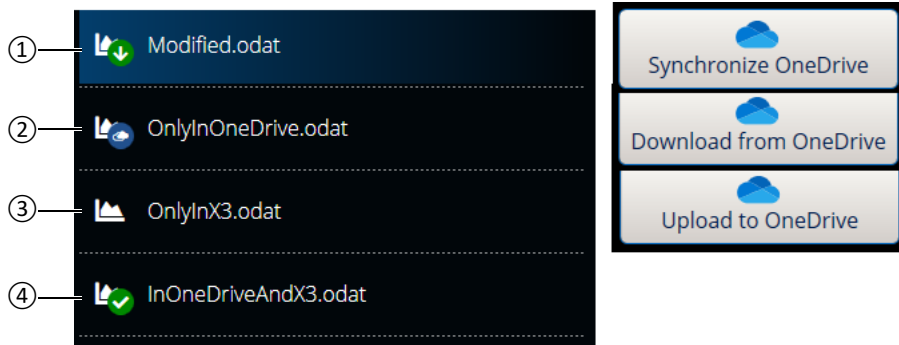 ① Modified.odat
② OnlyInOneDrive.odat
③ OnlyInX3.odat
④ InOneDriveAndX3.odat
Synchronize OneDrive
Download from OneDrive
Upload to OneDrive